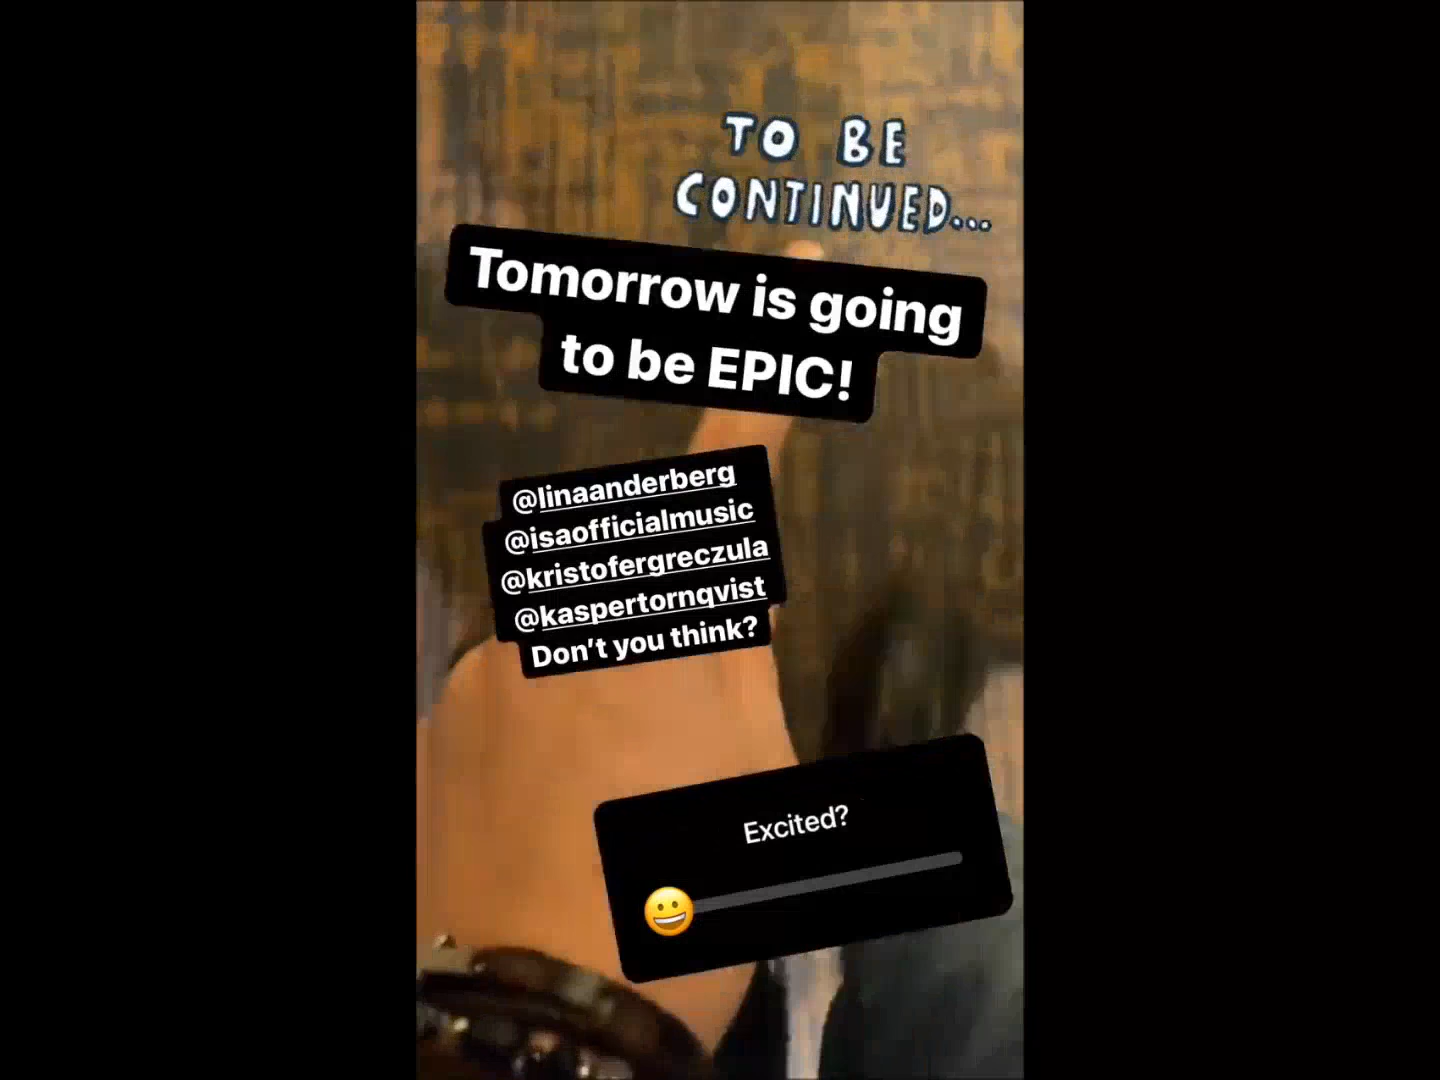 TO BE
CONTINUED...
Tomorrow is going
to be EPIC!
@linaanderberg
@isaofficialmusic
@kristofergreczula
@kaspertornqvist
Don't you think?
Excited?